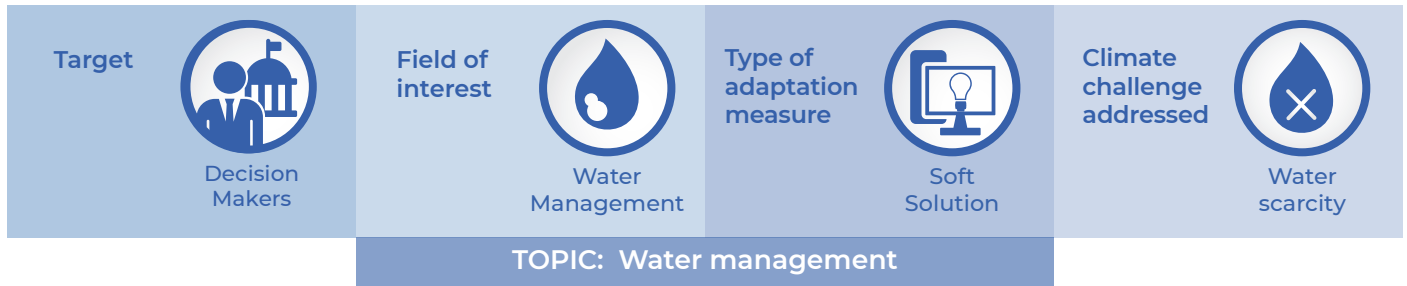 Target
Decision
Makers
Field of
interest
Water
Management
Type of
adaptation
measure
Soft
Solution
Climate
challenge
addressed
Water
scarcity
TOPIC: Water management